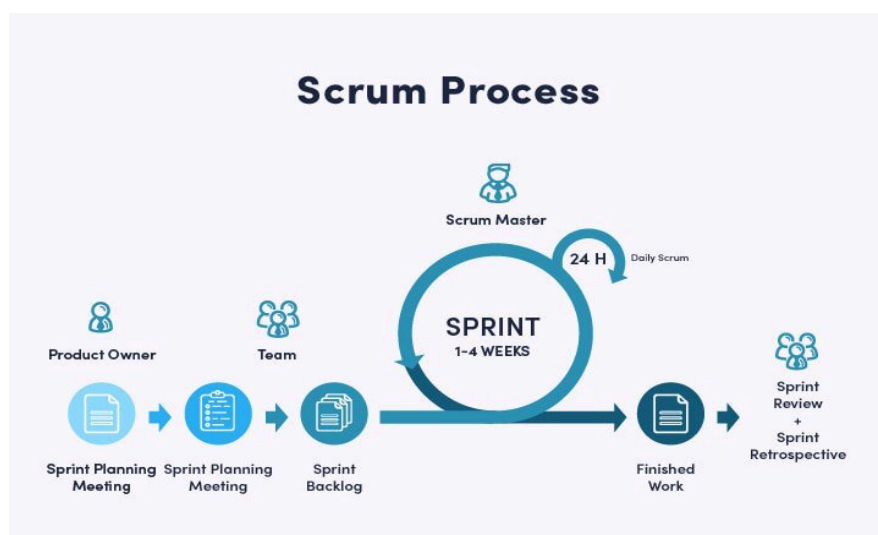 Scrum Process
Scrum Master
24 H
Daily Scrum
SPRINT
1-4 WEEKS
Product Owner
Team
Sprint Planning
Meeting
Sprint Planning
Meeting
Sprint
Backlog
Finished
Work
Sprint
Review
+
Sprint
Retrospective